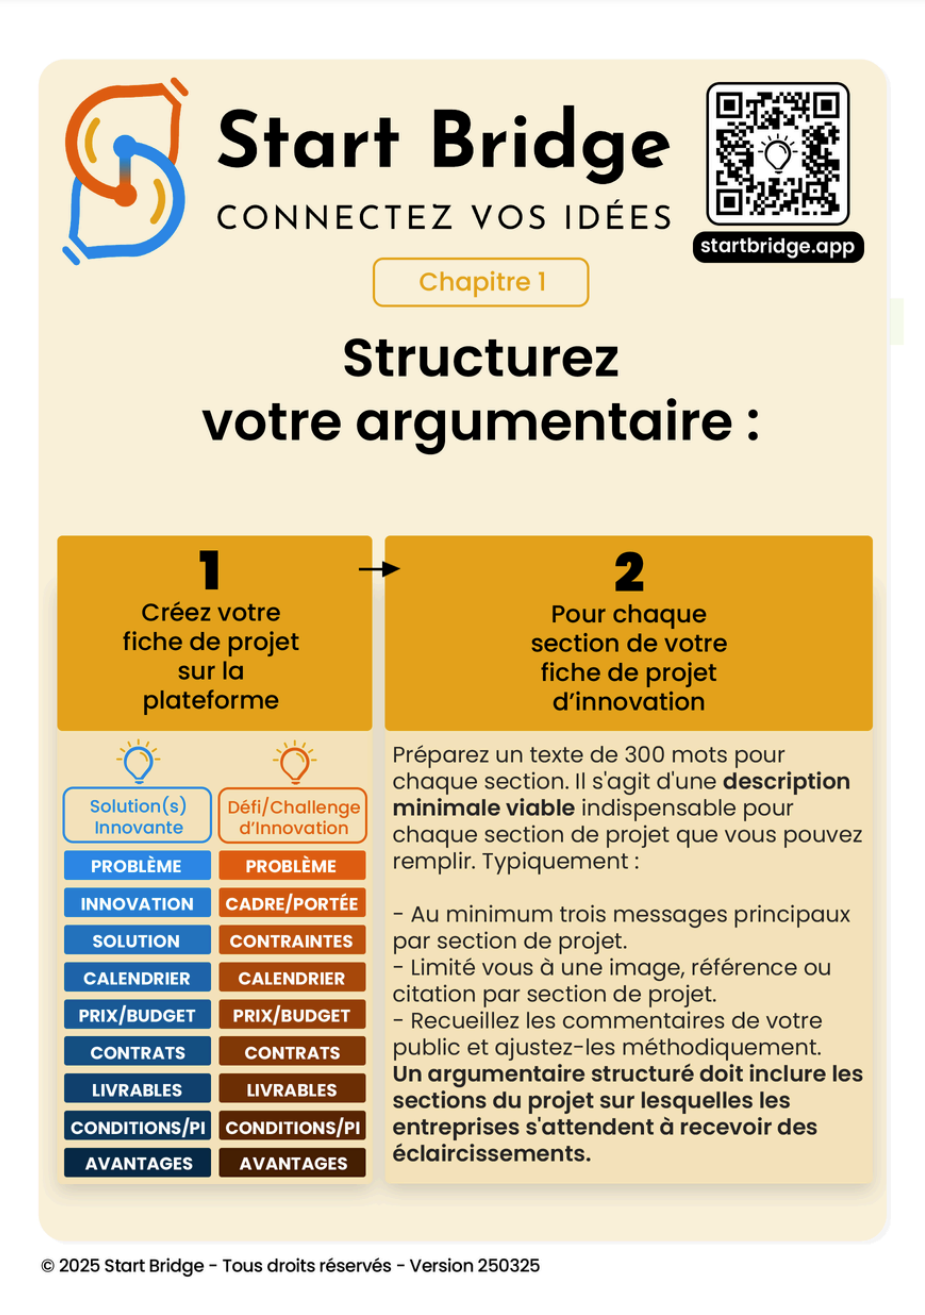 Start Bridge
CONNECTEZ VOS IDÉES
startbridge.app
Chapitre 1
Structurez
votre argumentaire :
1
Créez votre
fiche de projet
sur la
plateforme
2
Pour chaque
section de votre
fiche de projet
d’innovation
Solution(s)
Innovante
PROBLÈME
INNOVATION
SOLUTION
CALENDRIER
PRIX/BUDGET
CONTRATS
LIVRABLES
CONDITIONS/PI
AVANTAGES
Défi/Challenge
d’Innovation
PROBLÈME
CADRE/PORTÉE
CONTRAINTES
CALENDRIER
PRIX/BUDGET
CONTRATS
LIVRABLES
CONDITIONS/PI
AVANTAGES
Préparez un texte de 300 mots pour
chaque section. Il s'agit d'une description
minimale viable indispensable pour
chaque section de projet que vous pouvez
remplir. Typiquement :
- Au minimum trois messages principaux
par section de projet.
- Limité vous à une image, référence ou
citation par section de projet.
- Recueillez les commentaires de votre
public et ajustez-les méthodiquement.
Un argumentaire structuré doit inclure les
sections du projet sur lesquelles les
entreprises s'attendent à recevoir des
éclaircissements.
© 2025 Start Bridge - Tous droits réservés - Version 250325